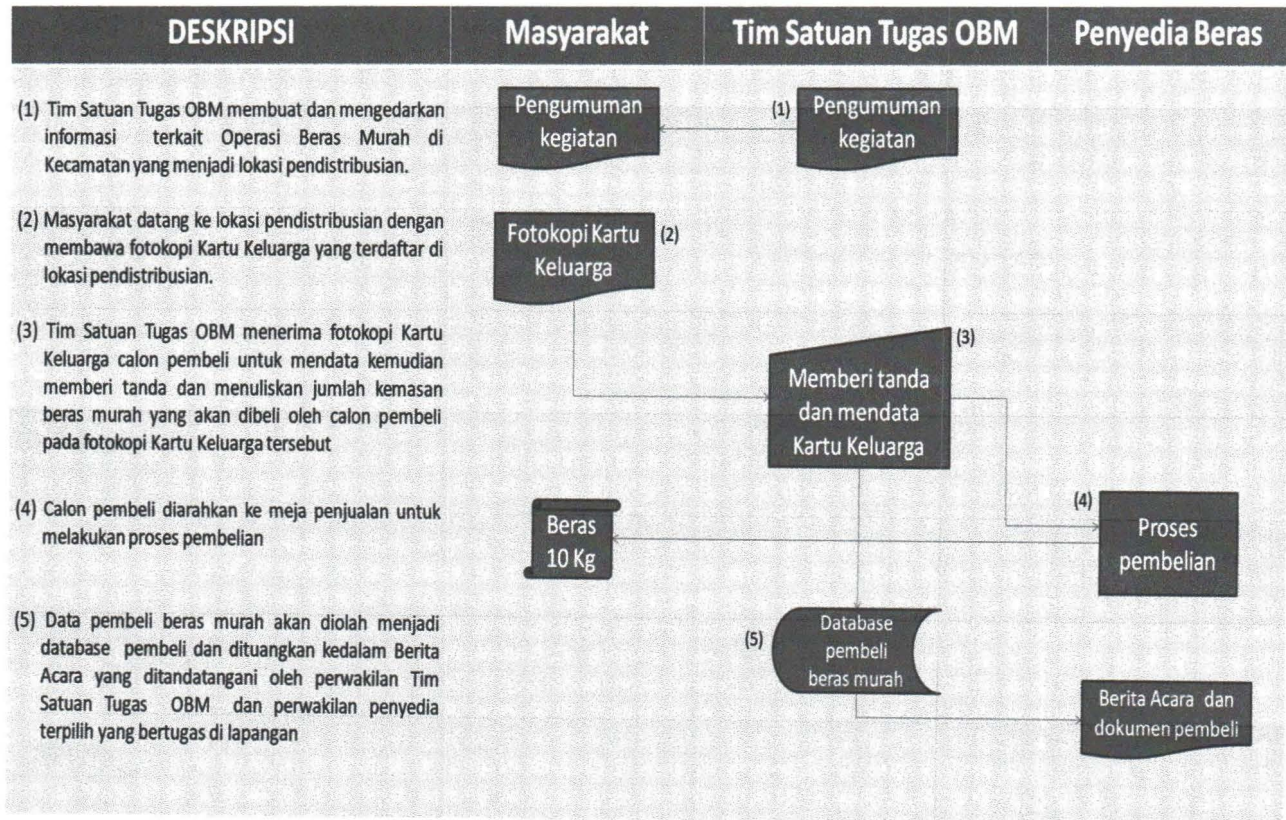 DESKRIPSI
Masyarakat
Tim Satuan Tugas OBM
Penyedia Beras
(1) Tim Satuan Tugas OBM membuat dan mengedarkan
informasi terkait Operasi Beras Murah di
Kecamatan yang menjadi lokasi pendistribusian.
Pengumuman
kegiatan
(1)
Pengumuman
kegiatan
(2) Masyarakat datang ke lokasi pendistribusian dengan
membawa fotokopi Kartu Keluarga yang terdaftar di
lokasi pendistribusian.
Fotokopi Kartu
Keluarga
(2)
(3) Tim Satuan Tugas OBM menerima fotokopi Kartu
Keluarga calon pembeli untuk mendata kemudian
memberi tanda dan menuliskan jumlah kemasan
beras murah yang akan dibeli oleh calon pembeli
pada fotokopi Kartu Keluarga tersebut
(3)
Memberi tanda
dan mendata
Kartu Keluarga
(4) Calon pembeli diarahkan ke meja penjualan untuk
melakukan proses pembelian
Beras
10 Kg
(4)
Proses
pembelian
(5) Data pembeli beras murah akan diolah menjadi
database pembeli dan dituangkan kedalam Berita
Acara yang ditandatangani oleh perwakilan Tim
Satuan Tugas OBM dan perwakilan penyedia
terpilih yang bertugas di lapangan
(5)
Database
pembeli
beras murah
Berita Acara dan
dokumen pembeli